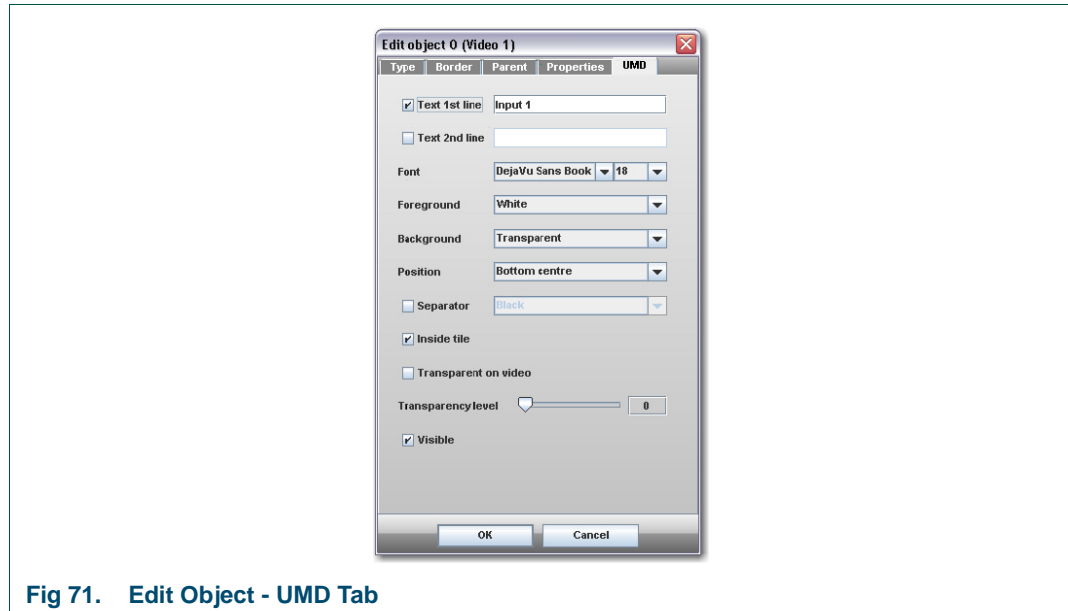 Edit object 0 (Video 1)
Type Border Parent Properties UMD
Text 1st line Input 1
Text 2nd line
Font DejaVu Sans Book 18
Foreground White
Background Transparent
Position Bottom centre
Separator Black
Inside tile
Transparent on video
Transparency level 0
Visible
OK Cancel
Fig 71. Edit Object - UMD Tab